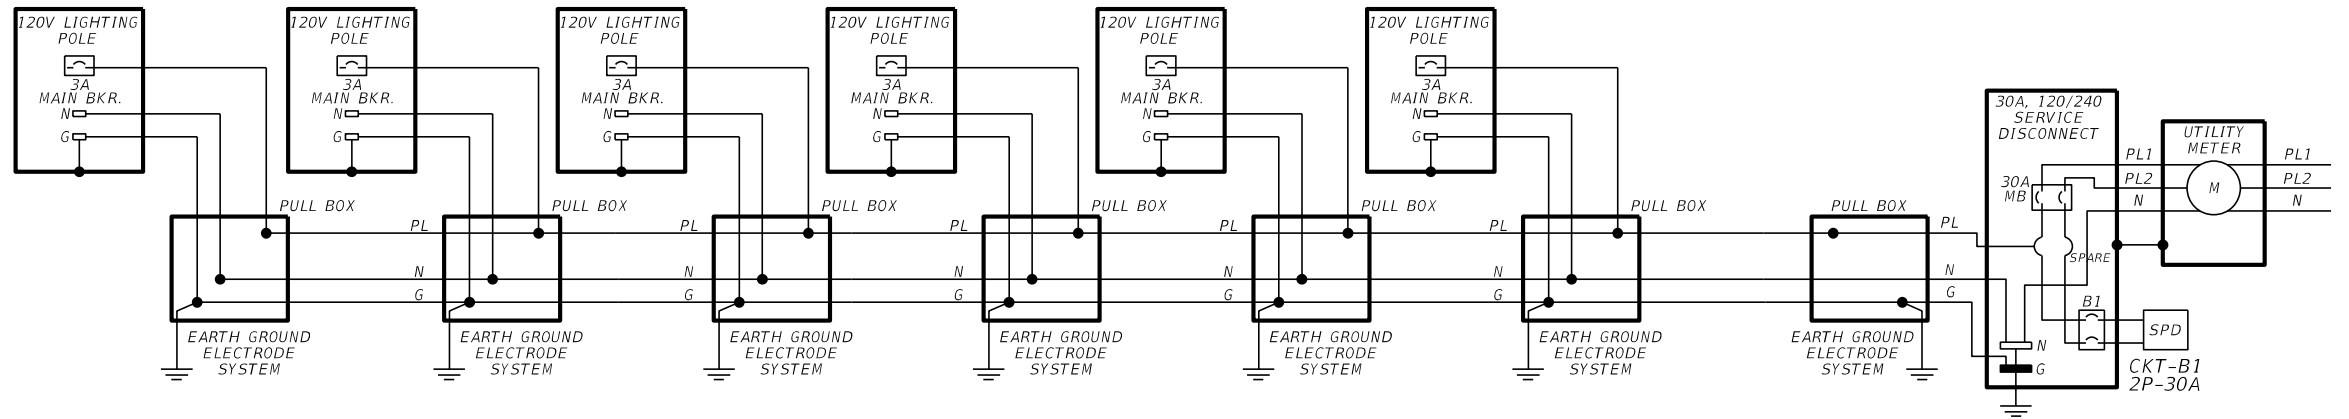 120V LIGHTING
POLE
3A
MAIN BKR.
N
G
120V LIGHTING
POLE
3A
MAIN BKR.
N
G
120V LIGHTING
POLE
3A
MAIN BKR.
N
G
120V LIGHTING
POLE
3A
MAIN BKR.
N
G
120V LIGHTING
POLE
3A
MAIN BKR.
N
G
120V LIGHTING
POLE
3A
MAIN BKR.
N
G
PULL BOX
PL
N
G
EARTH GROUND
ELECTRODE
SYSTEM
PULL BOX
PL
N
G
EARTH GROUND
ELECTRODE
SYSTEM
PULL BOX
PL
N
G
EARTH GROUND
ELECTRODE
SYSTEM
PULL BOX
PL
N
G
EARTH GROUND
ELECTRODE
SYSTEM
PULL BOX
PL
N
G
EARTH GROUND
ELECTRODE
SYSTEM
PULL BOX
EARTH GROUND
ELECTRODE
SYSTEM
PULL BOX
PL
N
G
EARTH GROUND
ELECTRODE
SYSTEM
30A, 120/240
SERVICE
DISCONNECT
30A
MB
SPARE
B1
N
G
SPD
CKT-B1
2P-30A
PL1
PL2
N
UTILITY
METER
M
PL1
PL2
N